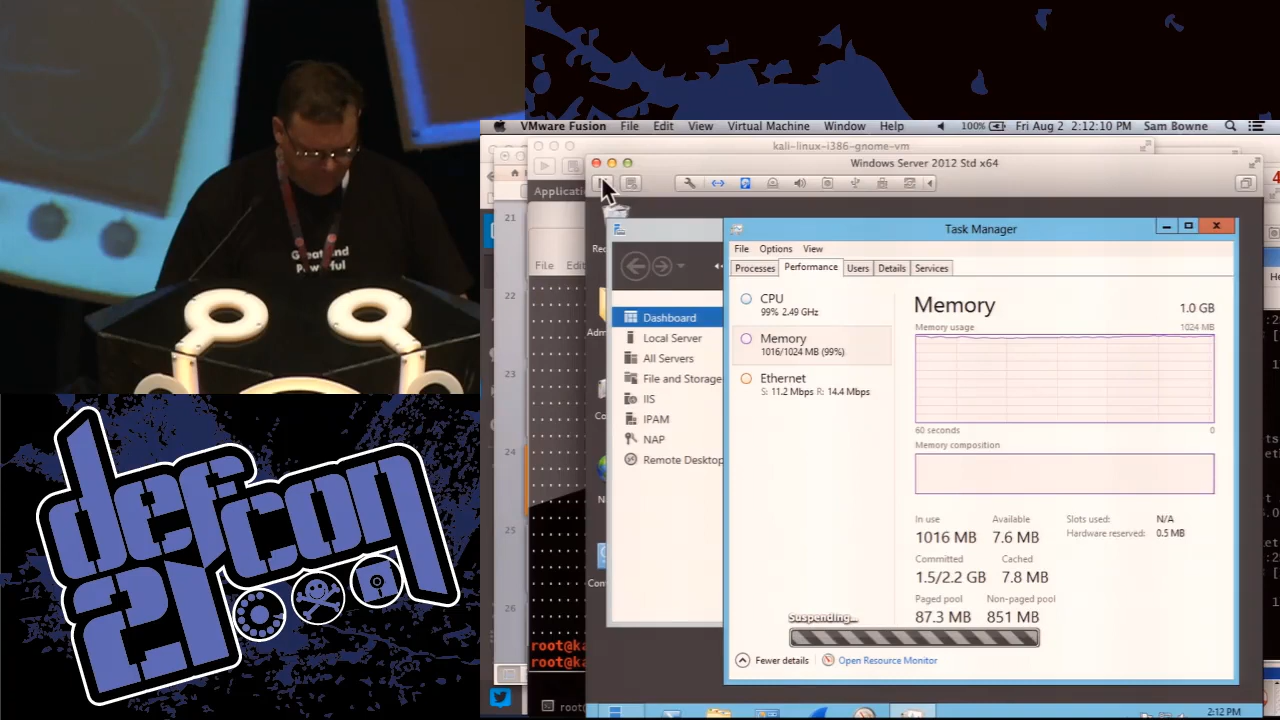 VMware Fusion File Edit View Virtual Machine Window Help 100% Fri Aug 2 2:12:10 PM Sam Bowne
kali-linux-i386-gnome-vm
Windows Server 2012 Std x64
Applicati
21
22
23
24
25
26
File Edit
Task Manager
File Options View
Processes Performance Users Details Services
CPU
99% 2.49 GHz
Memory
1016/1024 MB (99%)
Ethernet
S: 11.2 Mbps R: 14.4 Mbps
Memory 1.0 GB
Memory usage 1024 MB
60 seconds 0
Memory composition
In use Available Slots used: N/A
1016 MB 7.6 MB Hardware reserved: 0.5 MB
Committed Cached
1.5/2.2 GB 7.8 MB
Paged pool Non-paged pool
87.3 MB 851 MB
Suspending...
Fewer details Open Resource Monitor
Dashboard
Local Server
All Servers
File and Storage
IIS
IPAM
NAP
Remote Desktop
root@ka
root@ka
root(
2:12 PM
Great and
Powerful
defcon
21